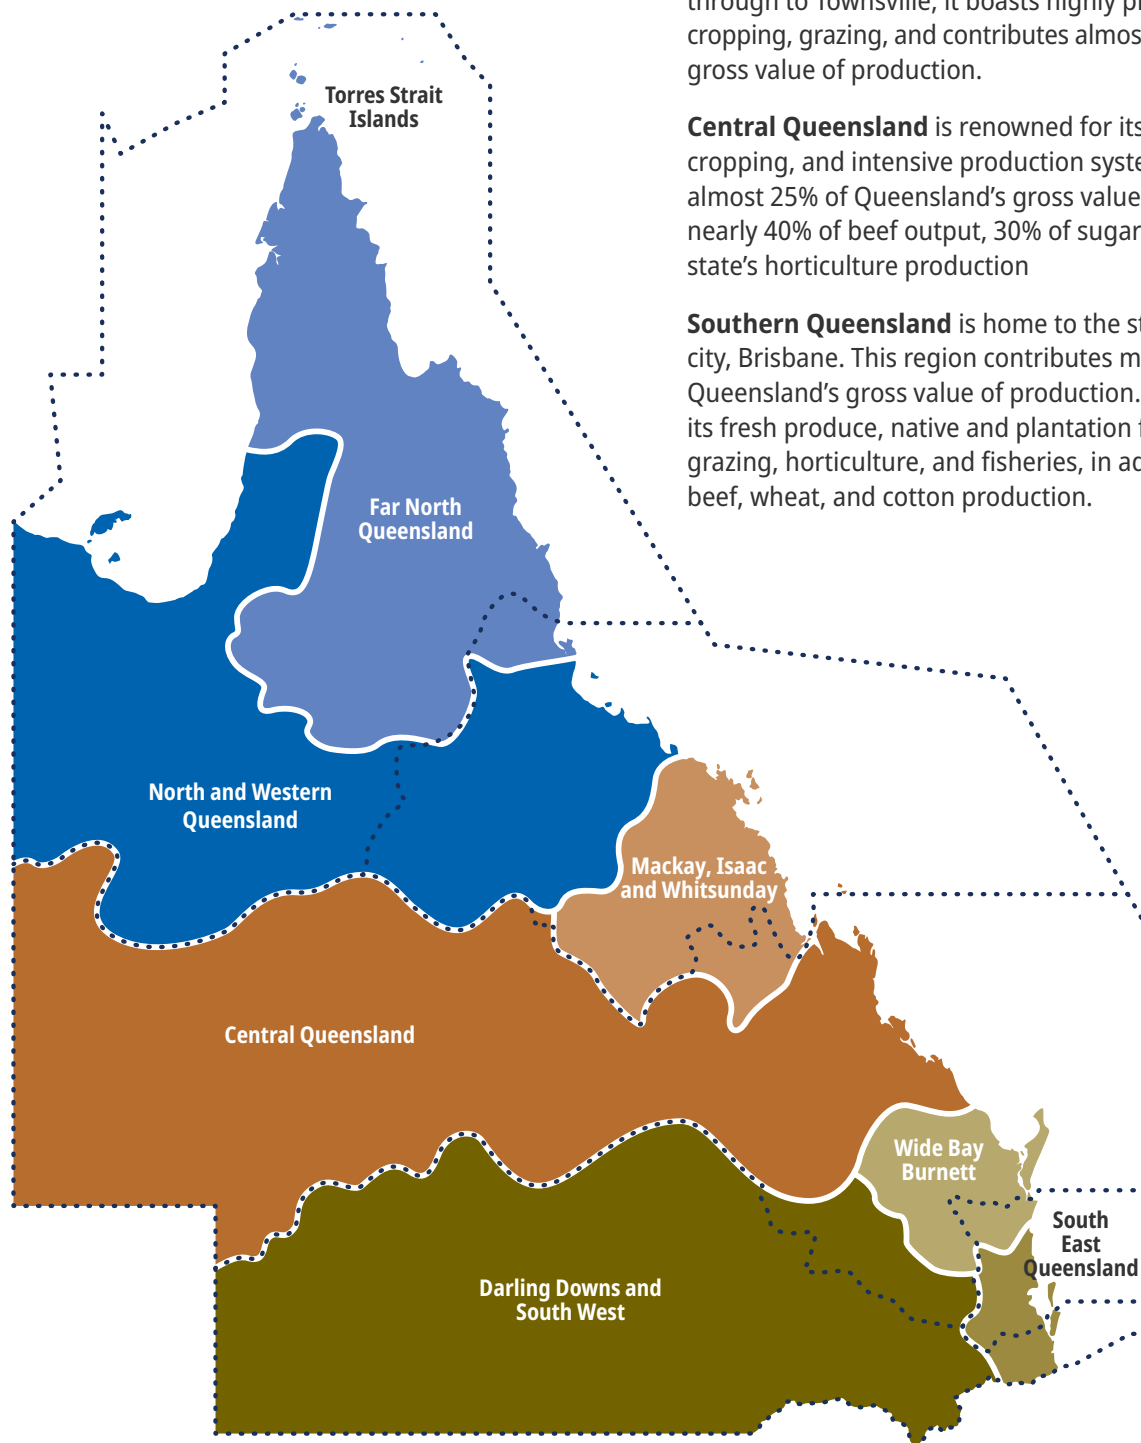 through to Townsville, it boasts highly
cropping, grazing, and contributes almos
gross value of production.
Central Queensland is renowned for its
cropping, and intensive production syste
almost 25% of Queensland’s gross value
nearly 40% of beef output, 30% of sugar
state’s horticulture production
Southern Queensland is home to the st
city, Brisbane. This region contributes m
Queensland’s gross value of production.
its fresh produce, native and plantation f
grazing, horticulture, and fisheries, in ad
beef, wheat, and cotton production.
Torres Strait
Islands
Far North
Queensland
North and Western
Queensland
Mackay, Isaac
and Whitsunday
Central Queensland
Wide Bay
Burnett
South
East
Queensland
Darling Downs and
South West